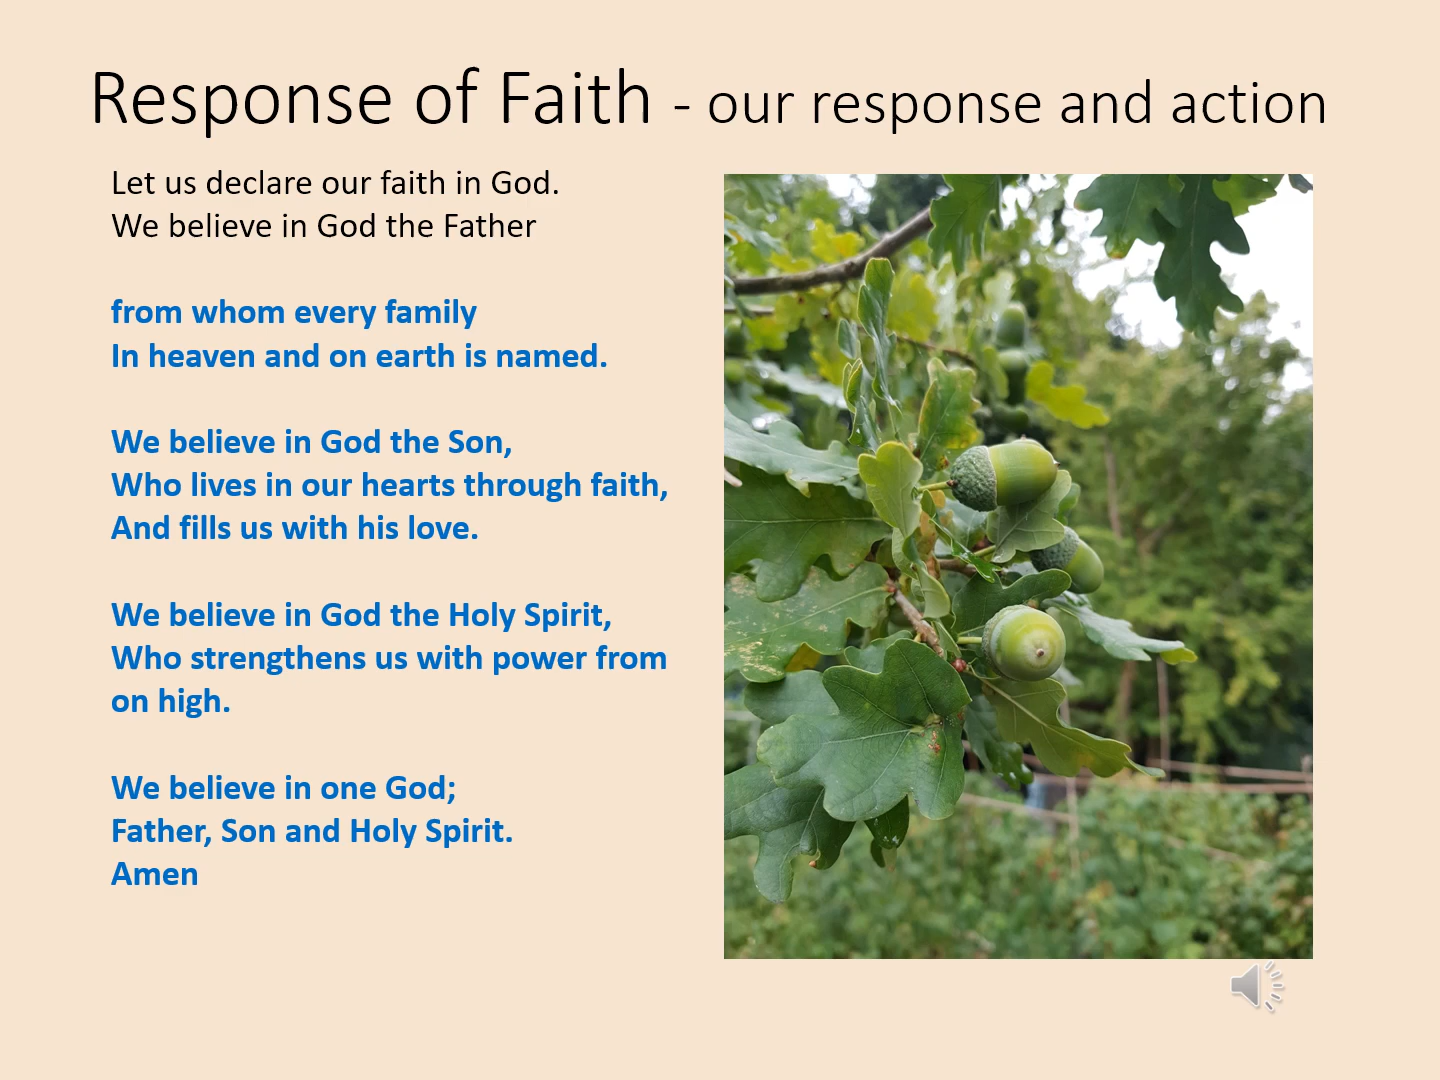 Response of Faith - our response and action
Let us declare our faith in God.
We believe in God the Father
from whom every family
In heaven and on earth is named.
We believe in God the Son,
Who lives in our hearts through faith,
And fills us with his love.
We believe in God the Holy Spirit,
Who strengthens us with power from
on high.
We believe in one God;
Father, Son and Holy Spirit.
Amen